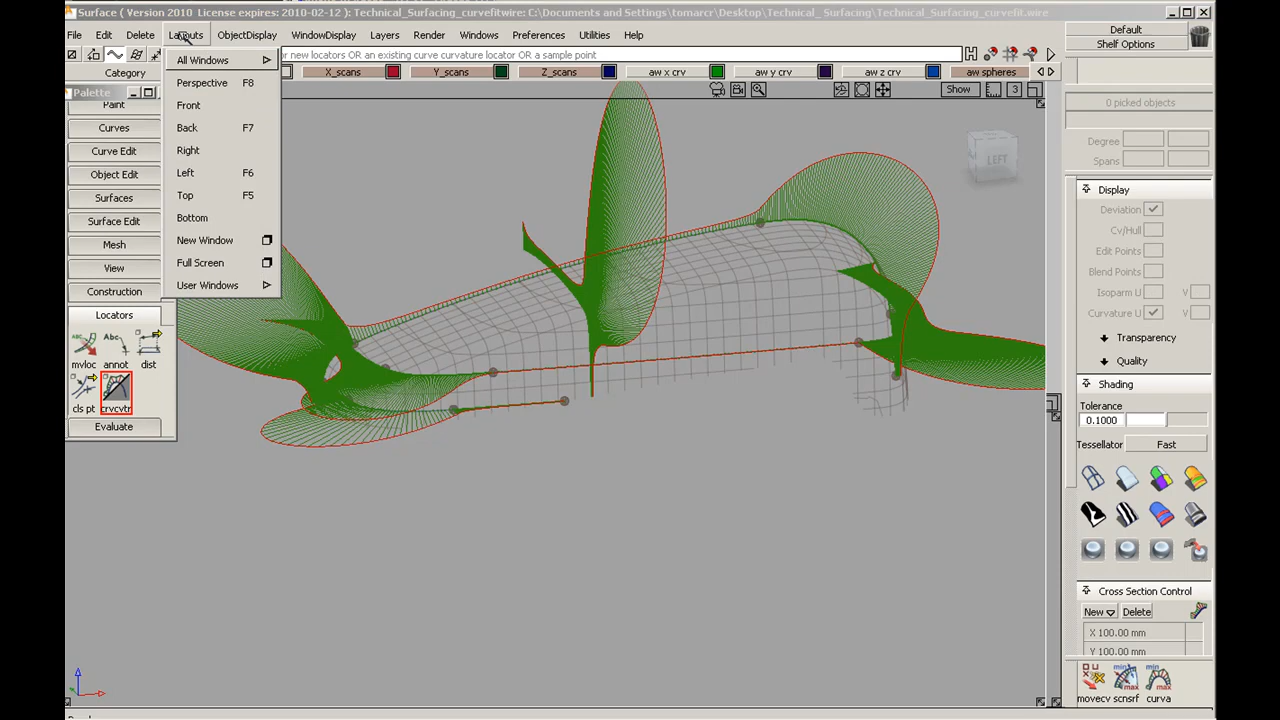 Surface ( Version 2010 License expires: 2010-02-12 ): Technical_Surfacing_curvefitwire: C:\Documents and Settings\tomarcr\Desktop\Technical_Surfacing\Technical_Surfacing_curvefit.wire
File Edit Delete Layouts ObjectDisplay WindowDisplay Layers Render Windows Preferences Utilities Help
Default
Shelf Options
for new locators OR an existing curve curvature locator OR a sample point
Category
X_scans Y_scans Z_scans aw x crv aw y crv aw z crv aw spheres
Palette
Show
3
Paint
Curves
Curve Edit
Object Edit
Surfaces
Surface Edit
Mesh
View
Construction
Locators
mvloc annot dist
cls pt crvcvtr
Evaluate
All Windows
Perspective F8
Front
Back F7
Right
Left F6
Top F5
Bottom
New Window
Full Screen
User Windows
LEFT
0 picked objects
Degree
Spans
Display
Deviation
Cv/Hull
Edit Points
Blend Points
Isoparm U V
Curvature U V
Transparency
Quality
Shading
Tolerance
0.1000
Tessellator Fast
Cross Section Control
New Delete
X 100.00 mm
Y 100.00 mm
min max min max
movecv scnsrf curva